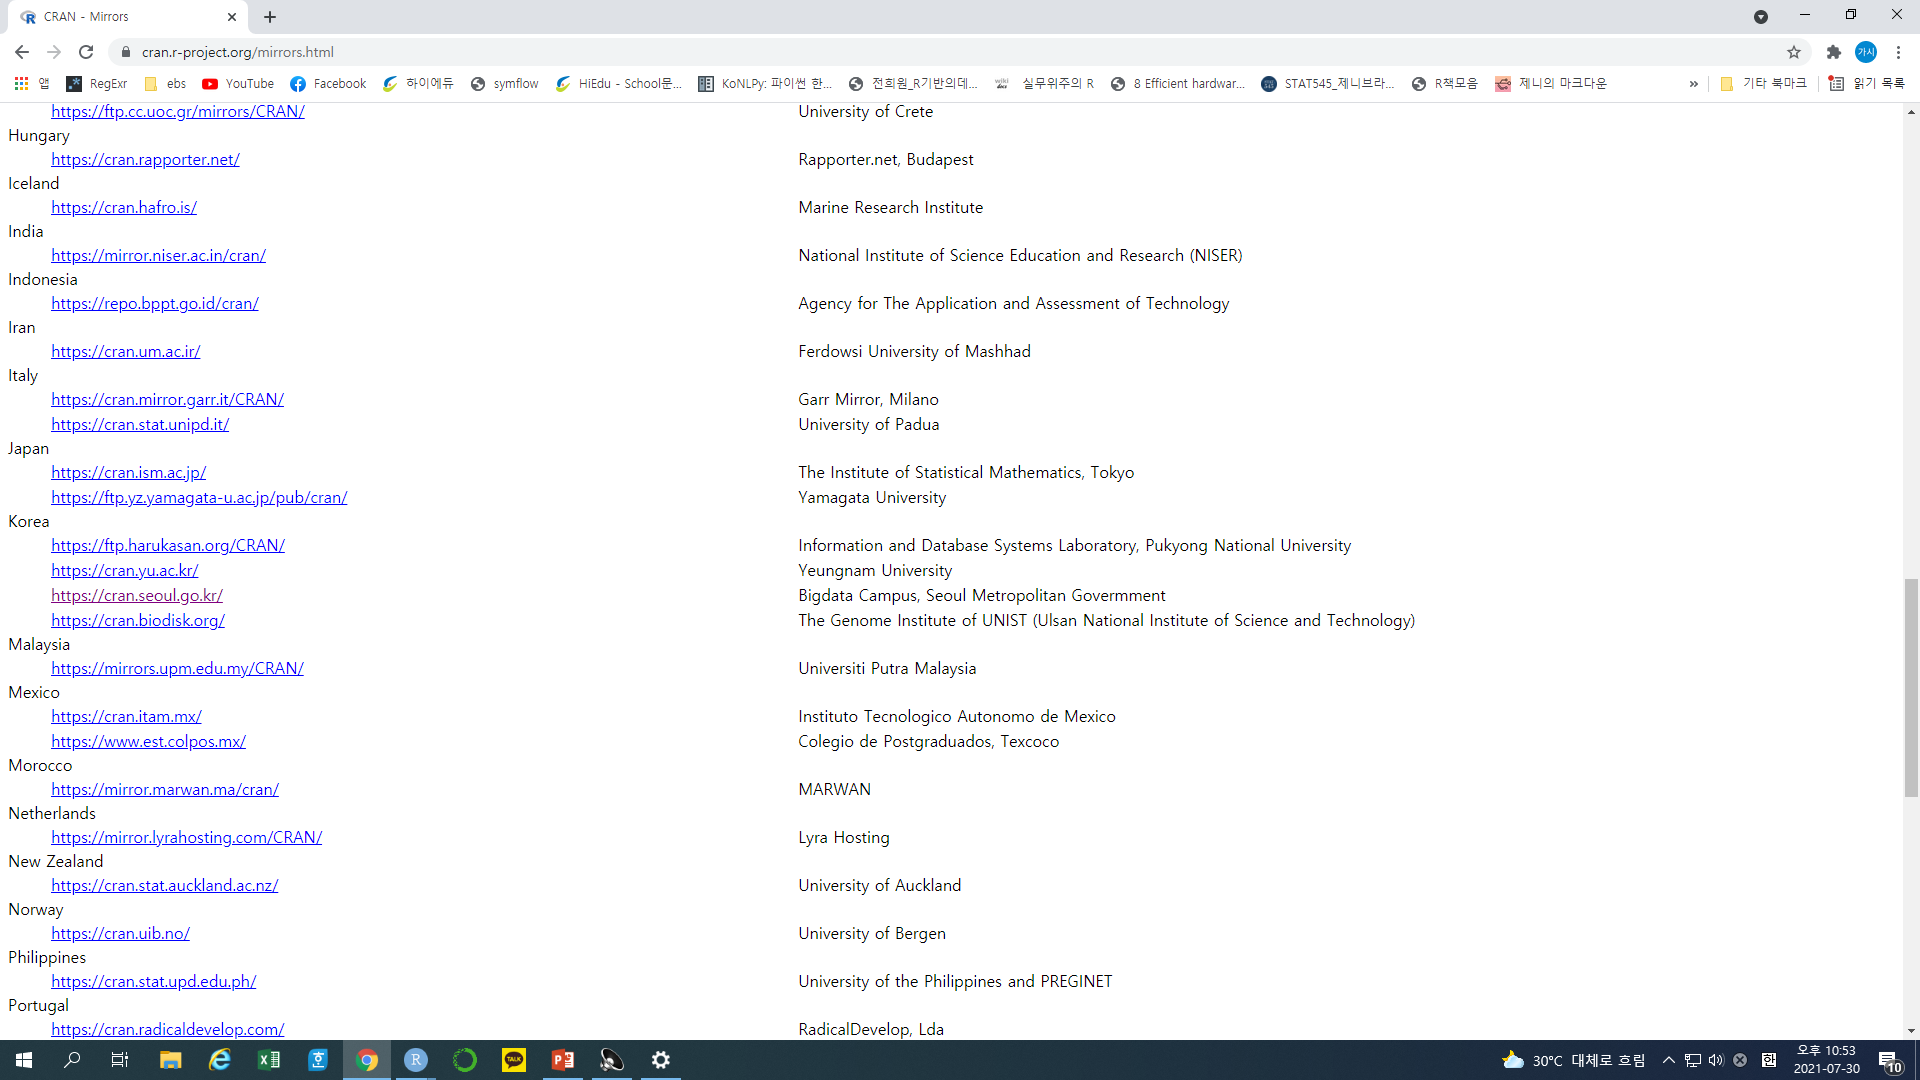 CRAN - Mirrors
cran.r-project.org/mirrors.html
가시
앱 RegExr ebs YouTube Facebook 하이에듀 symflow HiEdu - School문... KoNLPy: 파이썬 한... 전희원_R기반의데... 실무위주의 R 8 Efficient hardwar... STAT545_제니브라... R책모음 제니의 마크다운 » 기타 북마크 읽기 목록
https://ftp.cc.uoc.gr/mirrors/CRAN/ University of Crete
Hungary
https://cran.rapporter.net/ Rapporter.net, Budapest
Iceland
https://cran.hafro.is/ Marine Research Institute
India
https://mirror.niser.ac.in/cran/ National Institute of Science Education and Research (NISER)
Indonesia
https://repo.bppt.go.id/cran/ Agency for The Application and Assessment of Technology
Iran
https://cran.um.ac.ir/ Ferdowsi University of Mashhad
Italy
https://cran.mirror.garr.it/CRAN/ Garr Mirror, Milano
https://cran.stat.unipd.it/ University of Padua
Japan
https://cran.ism.ac.jp/ The Institute of Statistical Mathematics, Tokyo
https://ftp.yz.yamagata-u.ac.jp/pub/cran/ Yamagata University
Korea
https://ftp.harukasan.org/CRAN/ Information and Database Systems Laboratory, Pukyong National University
https://cran.yu.ac.kr/ Yeungnam University
https://cran.seoul.go.kr/ Bigdata Campus, Seoul Metropolitan Govermment
https://cran.biodisk.org/ The Genome Institute of UNIST (Ulsan National Institute of Science and Technology)
Malaysia
https://mirrors.upm.edu.my/CRAN/ Universiti Putra Malaysia
Mexico
https://cran.itam.mx/ Instituto Tecnologico Autonomo de Mexico
https://www.est.colpos.mx/ Colegio de Postgraduados, Texcoco
Morocco
https://mirror.marwan.ma/cran/ MARWAN
Netherlands
https://mirror.lyrahosting.com/CRAN/ Lyra Hosting
New Zealand
https://cran.stat.auckland.ac.nz/ University of Auckland
Norway
https://cran.uib.no/ University of Bergen
Philippines
https://cran.stat.upd.edu.ph/ University of the Philippines and PREGINET
Portugal
https://cran.radicaldevelop.com/ RadicalDevelop, Lda
30°C 대체로 흐림 한 오후 10:53
2021-07-30
10